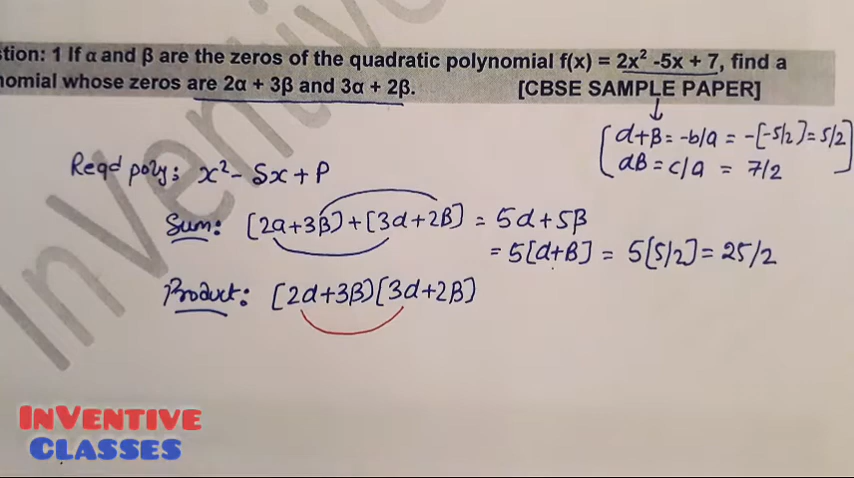 tion: 1 If α and β are the zeros of the quadratic polynomial f(x) = 2x² -5x + 7, find a
nomial whose zeros are 2α + 3β and 3α + 2β. [CBSE SAMPLE PAPER]
α+β = -b/a = -[-5/2] = 5/2
αβ = c/a = 7/2
Reqd poly: x² - Sx + P
Sum: [2α+3β]+[3α+2β] = 5α+5β
= 5[α+β] = 5[5/2] = 25/2
Product: [2α+3β)[3α+2β]
InVentive
INVENTIVE
CLASSES